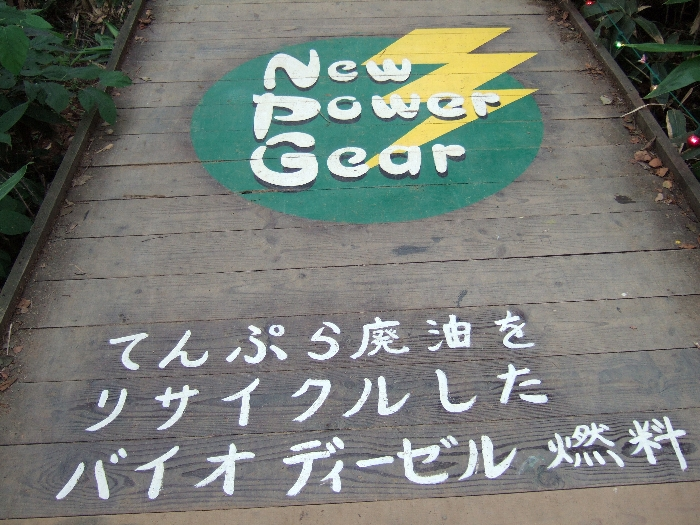 New
Power
Gear
てんぷら廃油を
リサイクルした
バイオディーゼル燃料